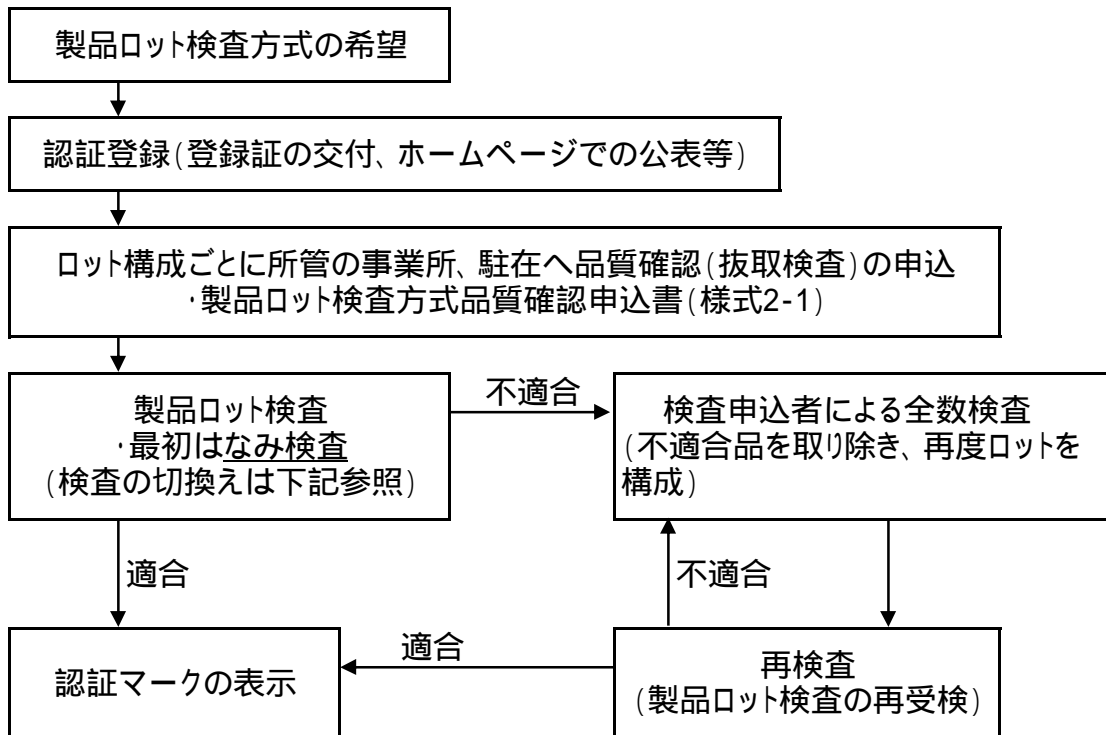 製品ロット検査方式の希望
認証登録(登録証の交付、ホームページでの公表等)
ロット構成ごとに所管の事業所、駐在へ品質確認(抜取検査)の申込
・製品ロット検査方式品質確認申込書(様式2-1)
製品ロット検査
・最初はなみ検査
(検査の切換えは下記参照)
不適合
検査申込者による全数検査
(不適合品を取り除き、再度ロットを
構成)
適合
不適合
認証マークの表示
適合
再検査
(製品ロット検査の再受検)